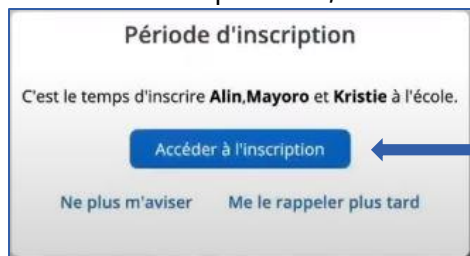 Période d'inscription
C'est le temps d'inscrire Alin,Mayoro et Kristie à l'école.
Accéder à l'inscription
Ne plus m'aviser Me le rappeler plus tard